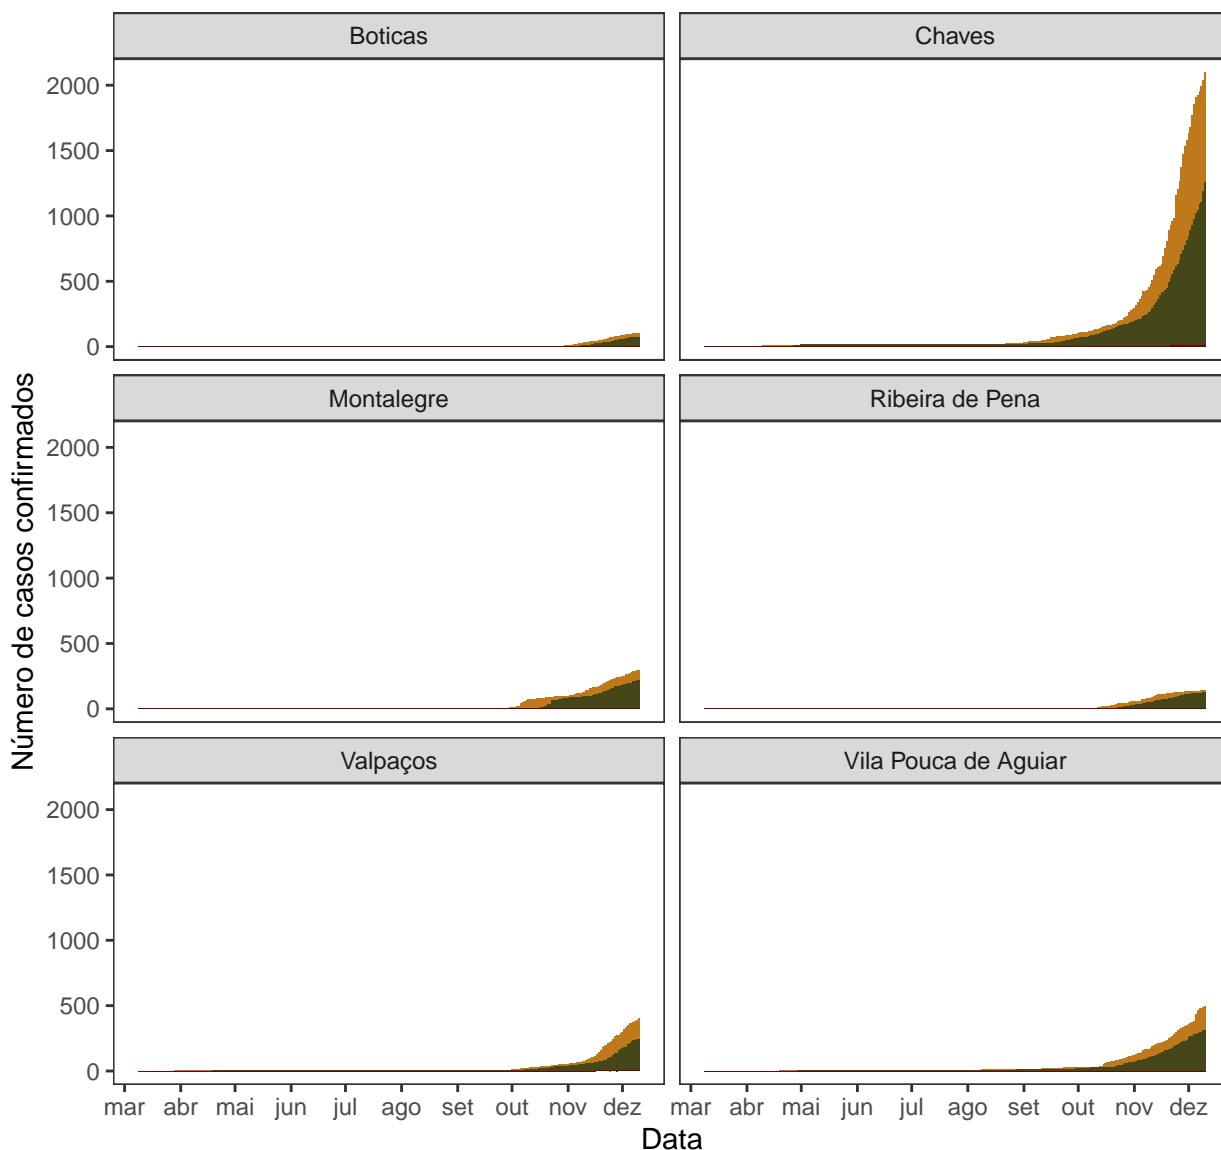 Boticas
Chaves
2000
1500
1000
500
0
Montalegre
Ribeira de Pena
2000
1500
1000
500
0
Valpaços
Vila Pouca de Aguiar
2000
1500
1000
500
0
mar abr mai jun jul ago set out nov dez
mar abr mai jun jul ago set out nov dez
Data
Número de casos confirmados